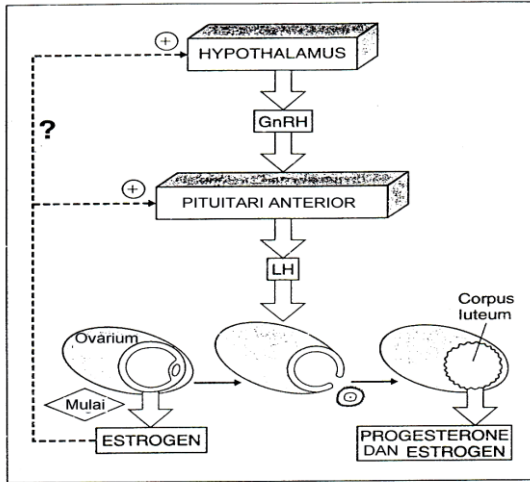 +
HYPOTHALAMUS
?
GnRH
+
PITUITARI ANTERIOR
LH
Corpus
luteum
Ovarium
Mulai
ESTROGEN
PROGESTERONE
DAN ESTROGEN